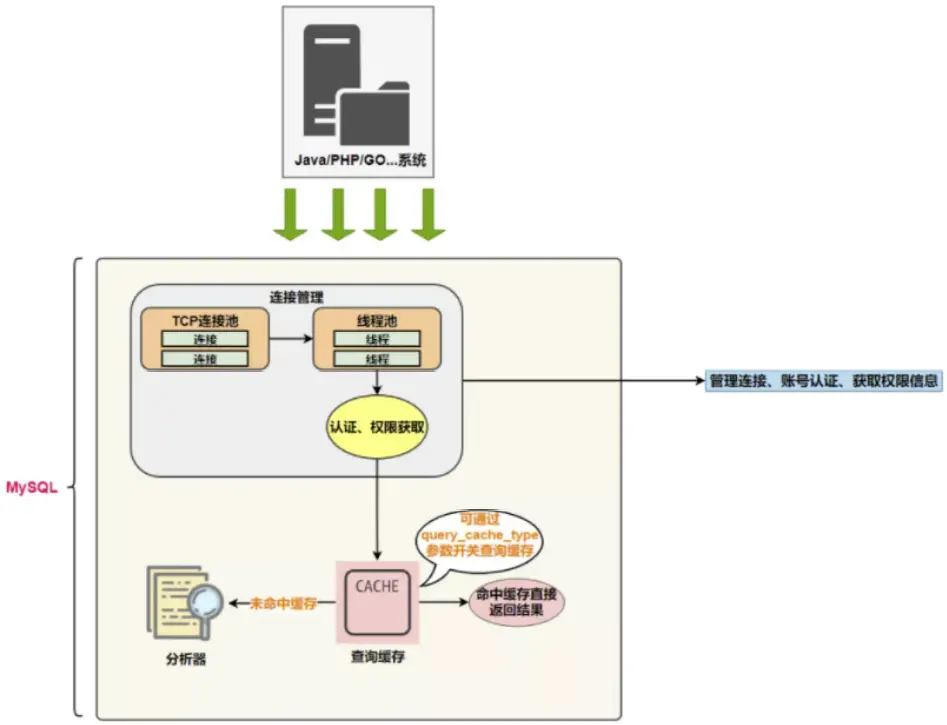 Java/PHP/GO...系统
连接管理
TCP连接池
连接
连接
线程池
线程
线程
认证、权限获取
管理连接、账号认证、获取权限信息
MySQL
可通过
query_cache_type
参数开关查询缓存
CACHE
查询缓存
命中缓存直接
返回结果
未命中缓存
分析器